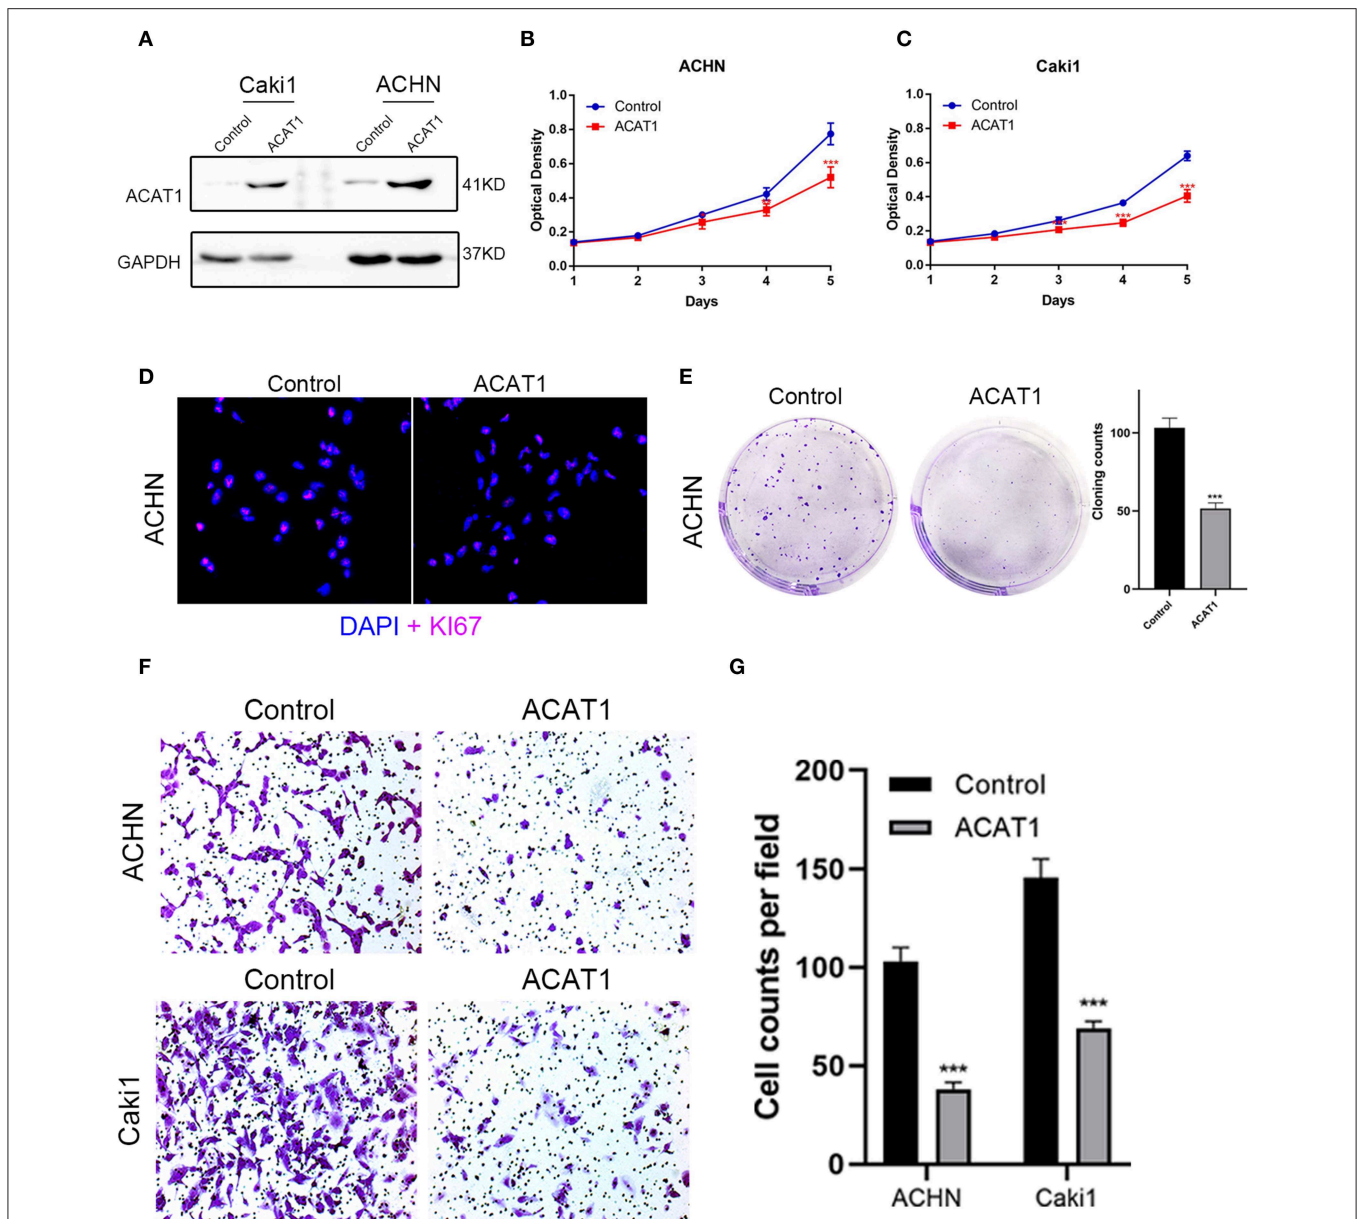 A
Caki1
ACHN
Control
ACAT1
Control
ACAT1
ACAT1
41KD
GAPDH
37KD
B
ACHN
Control
ACAT1
Optical Density
1.0
0.8
0.6
0.4
0.2
0.0
***
1 2 3 4 5
Days
C
Caki1
Control
ACAT1
Optical Density
1.0
0.8
0.6
0.4
0.2
0.0
***
***
1 2 3 4 5
Days
D
Control
ACAT1
ACHN
DAPI + KI67
E
Control
ACAT1
ACHN
Cloning counts
100
50
0
***
Control
ACAT1
F
Control
ACAT1
ACHN
Control
ACAT1
Caki1
G
Control
ACAT1
Cell counts per field
200
150
100
50
0
***
***
ACHN
Caki1